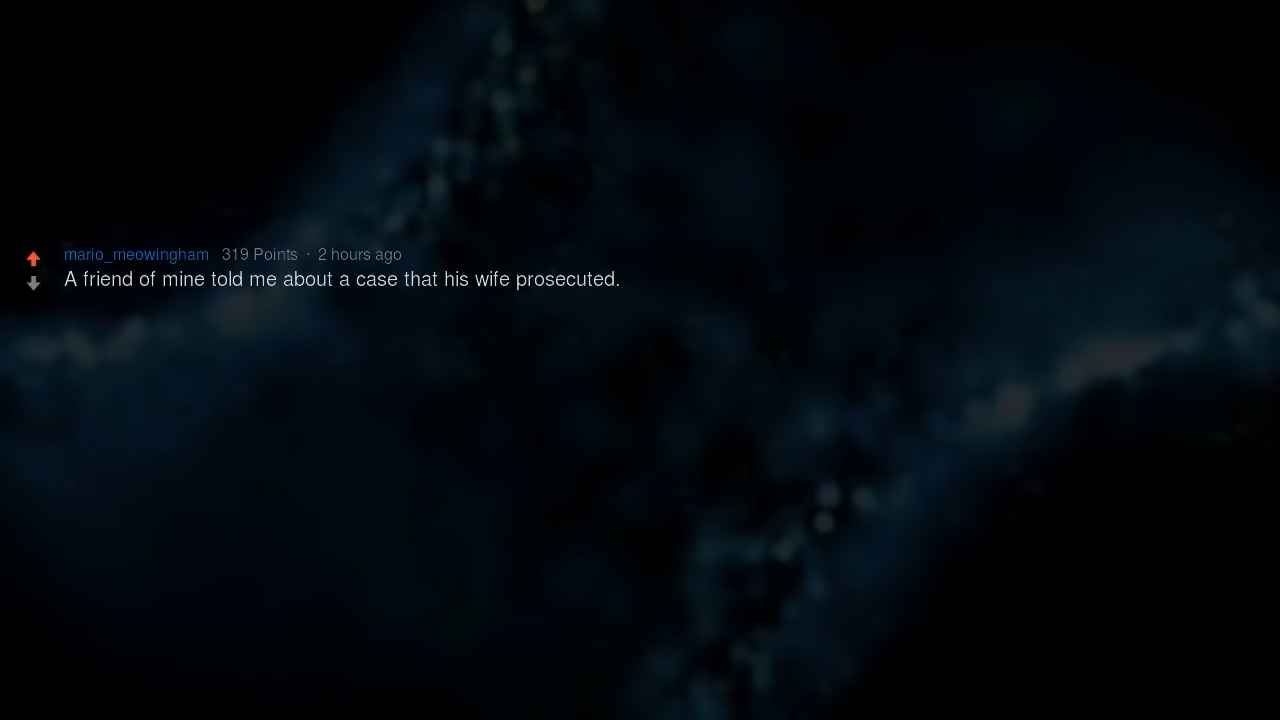 mario_meowingham 319 Points · 2 hours ago
A friend of mine told me about a case that his wife prosecuted.